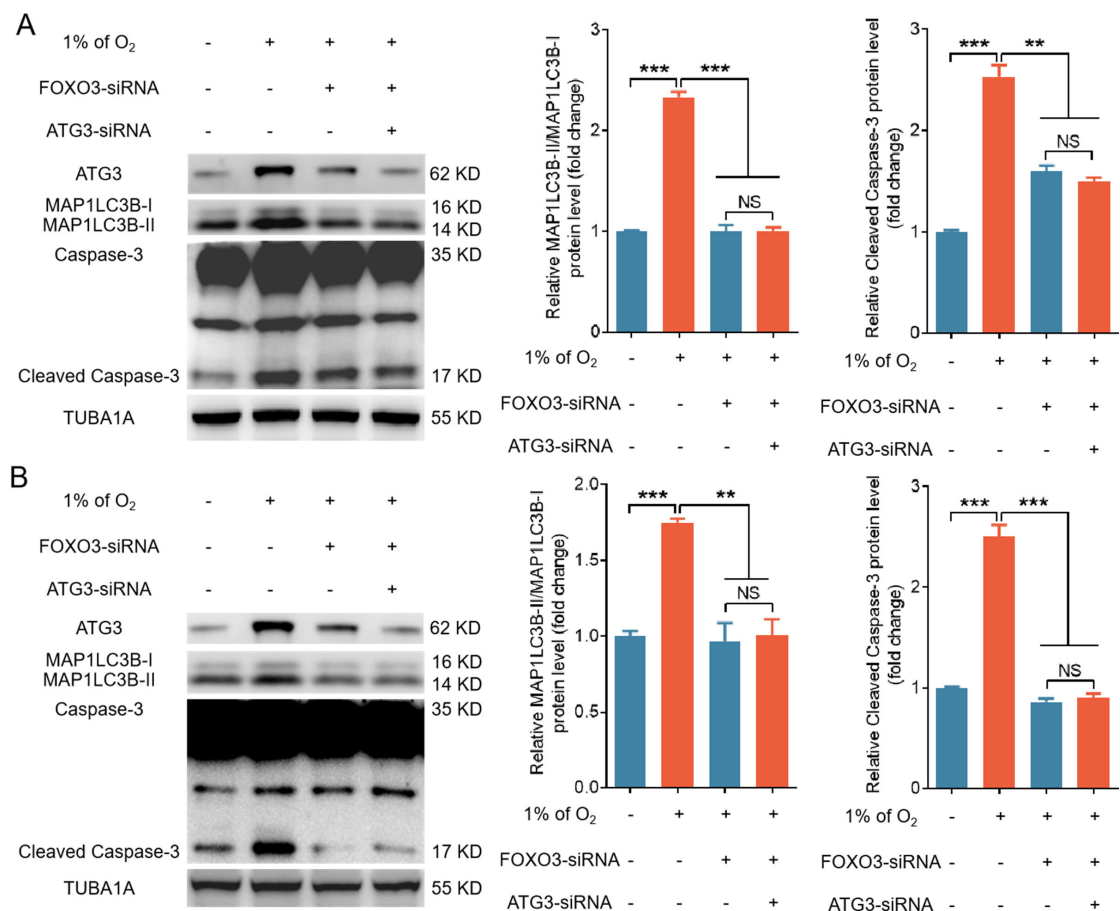 A
1% of O2 - + + +
FOXO3-siRNA - - + +
ATG3-siRNA - - - +
ATG3 62 KD
MAP1LC3B-I 16 KD
MAP1LC3B-II 14 KD
Caspase-3 35 KD
Cleaved Caspase-3 17 KD
TUBA1A 55 KD
Relative MAP1LC3B-II/MAP1LC3B-I
protein level (fold change)
3
2
1
0
*** ***
NS
1% of O2 - + + +
FOXO3-siRNA - - + +
ATG3-siRNA - - - +
Relative Cleaved Caspase-3 protein level
(fold change)
3
2
1
0
*** **
NS
1% of O2 - + + +
FOXO3-siRNA - - + +
ATG3-siRNA - - - +
B
1% of O2 - + + +
FOXO3-siRNA - - + +
ATG3-siRNA - - - +
ATG3 62 KD
MAP1LC3B-I 16 KD
MAP1LC3B-II 14 KD
Caspase-3 35 KD
Cleaved Caspase-3 17 KD
TUBA1A 55 KD
Relative MAP1LC3B-II/MAP1LC3B-I
protein level (fold change)
2.0
1.5
1.0
0.5
0.0
*** **
NS
1% of O2 - + + +
FOXO3-siRNA - - + +
ATG3-siRNA - - - +
Relative Cleaved Caspase-3 protein level
(fold change)
3
2
1
0
*** ***
NS
1% of O2 - + + +
FOXO3-siRNA - - + +
ATG3-siRNA - - - +